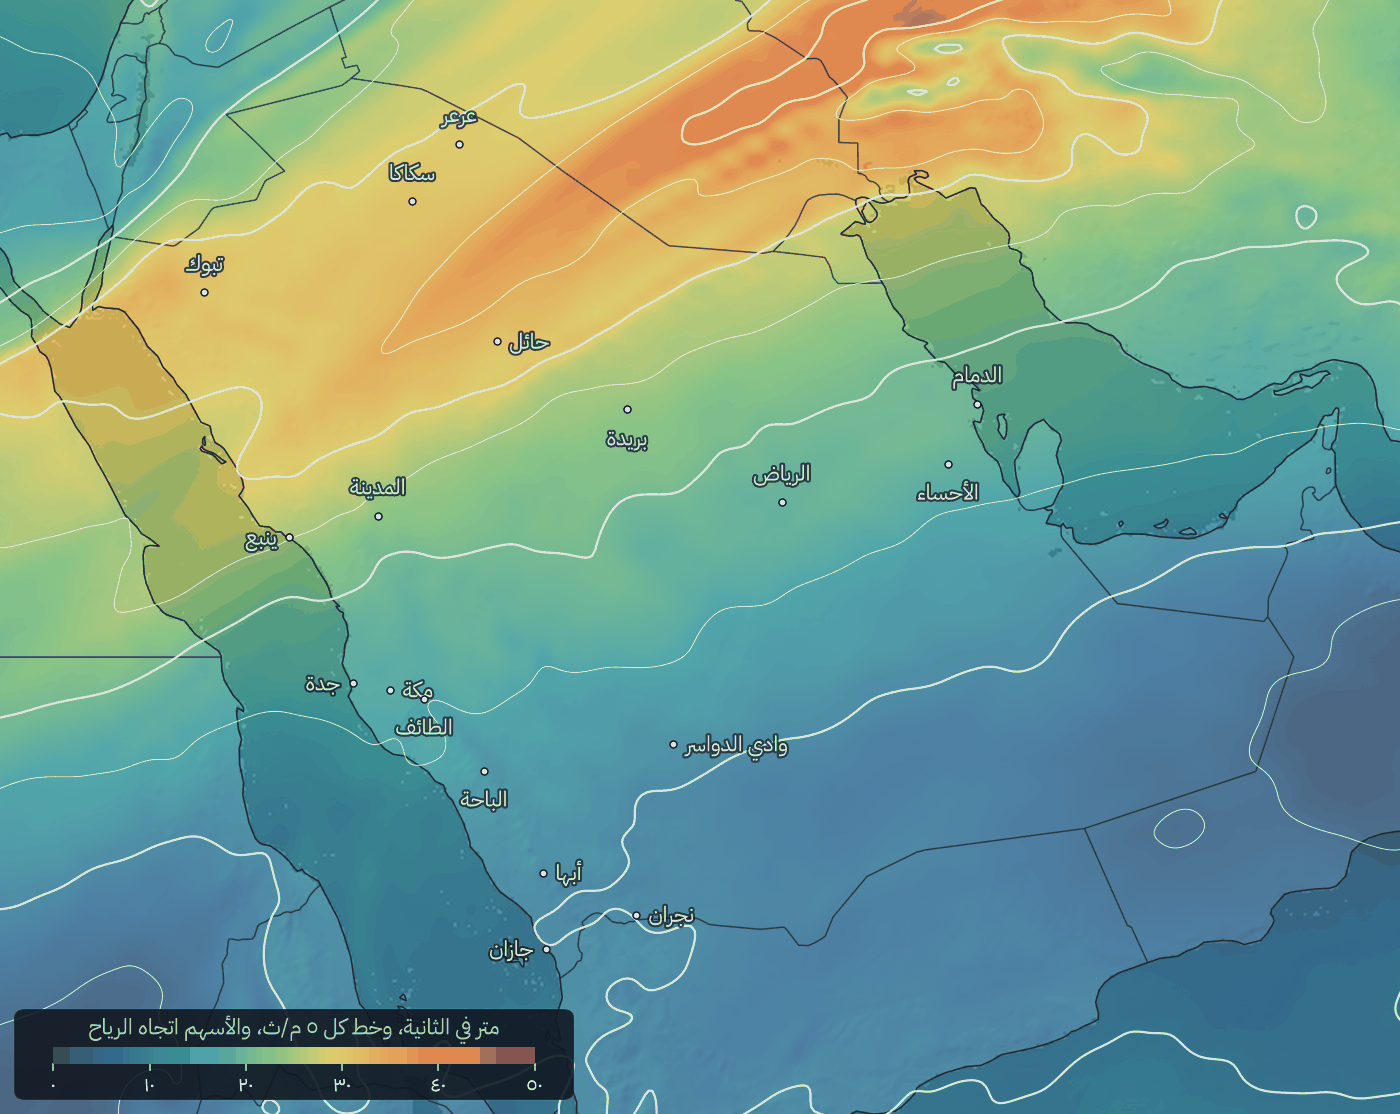 عرعر
سكاكا
تبوك
حائل
الدمام
بريدة
الرياض
المدينة
الأحساء
ينبع
جدة
مكة
الطائف
وادي الدواسر
الباحة
أبها
نجران
جازان
متر في الثانية، وخط كل ٥ م/ث، والأسهم اتجاه الرياح
٠ ١٠ ٢٠ ٣٠ ٤٠ ٥٠